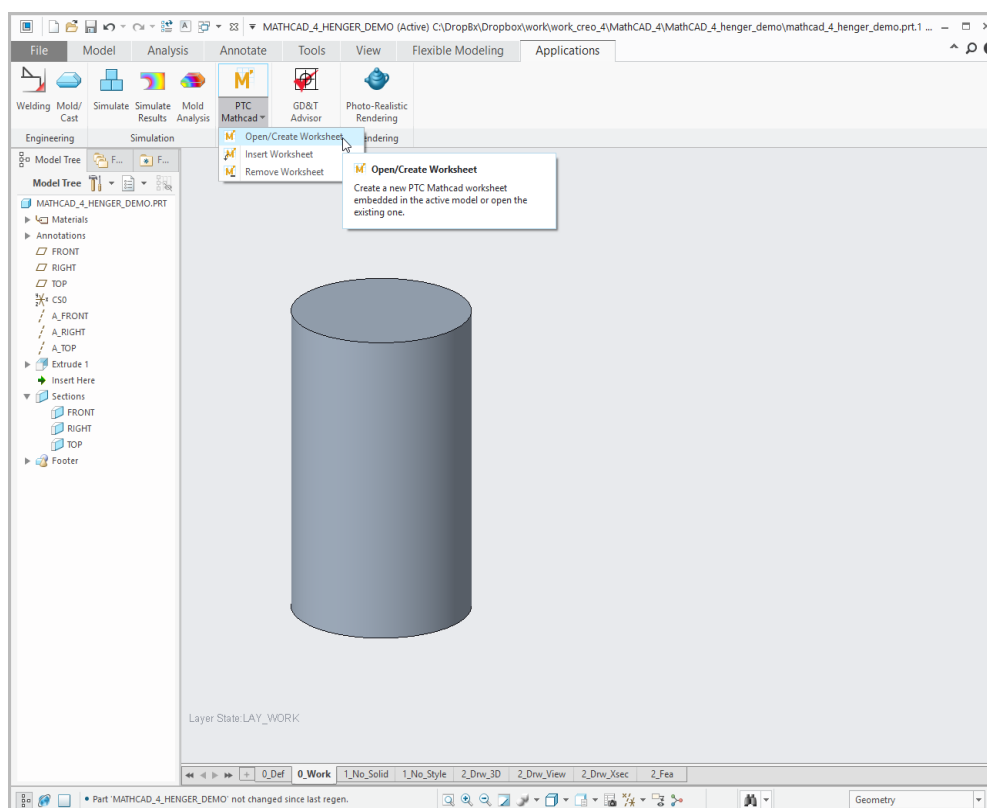 MATHCAD_4_HENGER_DEMO (Active) C:\DropBx\Dropbox\work\work_creo_4\MathCAD_4\MathCAD_4_henger_demo\mathcad_4_henger_demo.prt.1 ...
File Model Analysis Annotate Tools View Flexible Modeling Applications
Welding Mold/ Simulate Simulate Mold PTC GD&T Photo-Realistic
Cast Results Analysis Mathcad Advisor Rendering
Engineering Simulation ndering
Open/Create Worksheet
Insert Worksheet
Remove Worksheet
Open/Create Worksheet
Create a new PTC Mathcad worksheet
embedded in the active model or open the
existing one.
Model Tree F... F...
Model Tree
MATHCAD_4_HENGER_DEMO.PRT
Materials
Annotations
FRONT
RIGHT
TOP
CS0
A_FRONT
A_RIGHT
A_TOP
Extrude 1
Insert Here
Sections
FRONT
RIGHT
TOP
Footer
Layer State:LAY_WORK
0_Def 0_Work 1_No_Solid 1_No_Style 2_Drw_3D 2_Drw_View 2_Drw_Xsec 2_Fea
• Part 'MATHCAD_4_HENGER_DEMO' not changed since last regen.
Geometry